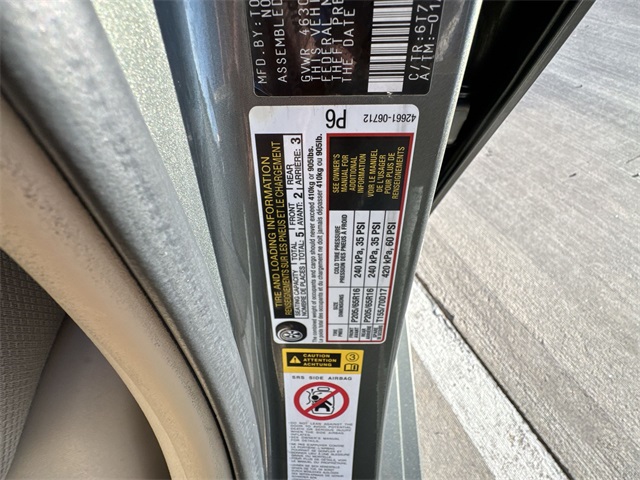 MFD. BY: TO
ASSEMBLED
GVWR 4630
THIS VEHI
FEDERAL M
THEFT PRE
THE DATE
C/TR:6T7
A/TM:-01
P6
42661-06712
TIRE AND LOADING INFORMATION
RENSEIGNEMENTS SUR LES PNEUS ET LE CHARGEMENT
SEATING CAPACITY TOTAL 5 FRONT 2 REAR 3
NOMBRE DE PLACES TOTAL: AVANT: ARRIÈRE:
The combined weight of occupants and cargo should never exceed 410kg or 905lbs.
Le poids total des occupants et du chargement ne doit jamais dépasser 410kg ou 905lb.
TIRE SIZE COLD TIRE PRESSURE
PNEU DIMENSIONS PRESSION DES PNEUS À FROID
FRONT AVANT P205/65R16 240 kPa, 35 PSI
REAR ARRIÈRE P205/65R16 240 kPa, 35 PSI
SPARE T155/70D17 420 kPa, 60 PSI
SEE OWNER'S
MANUAL FOR
ADDITIONAL
INFORMATION
VOIR LE MANUEL
DE L'USAGER
POUR PLUS DE
RENSEIGNEMENTS
CAUTION
ATTENTION
ACHTUNG
3
SRS SIDE AIRBAG